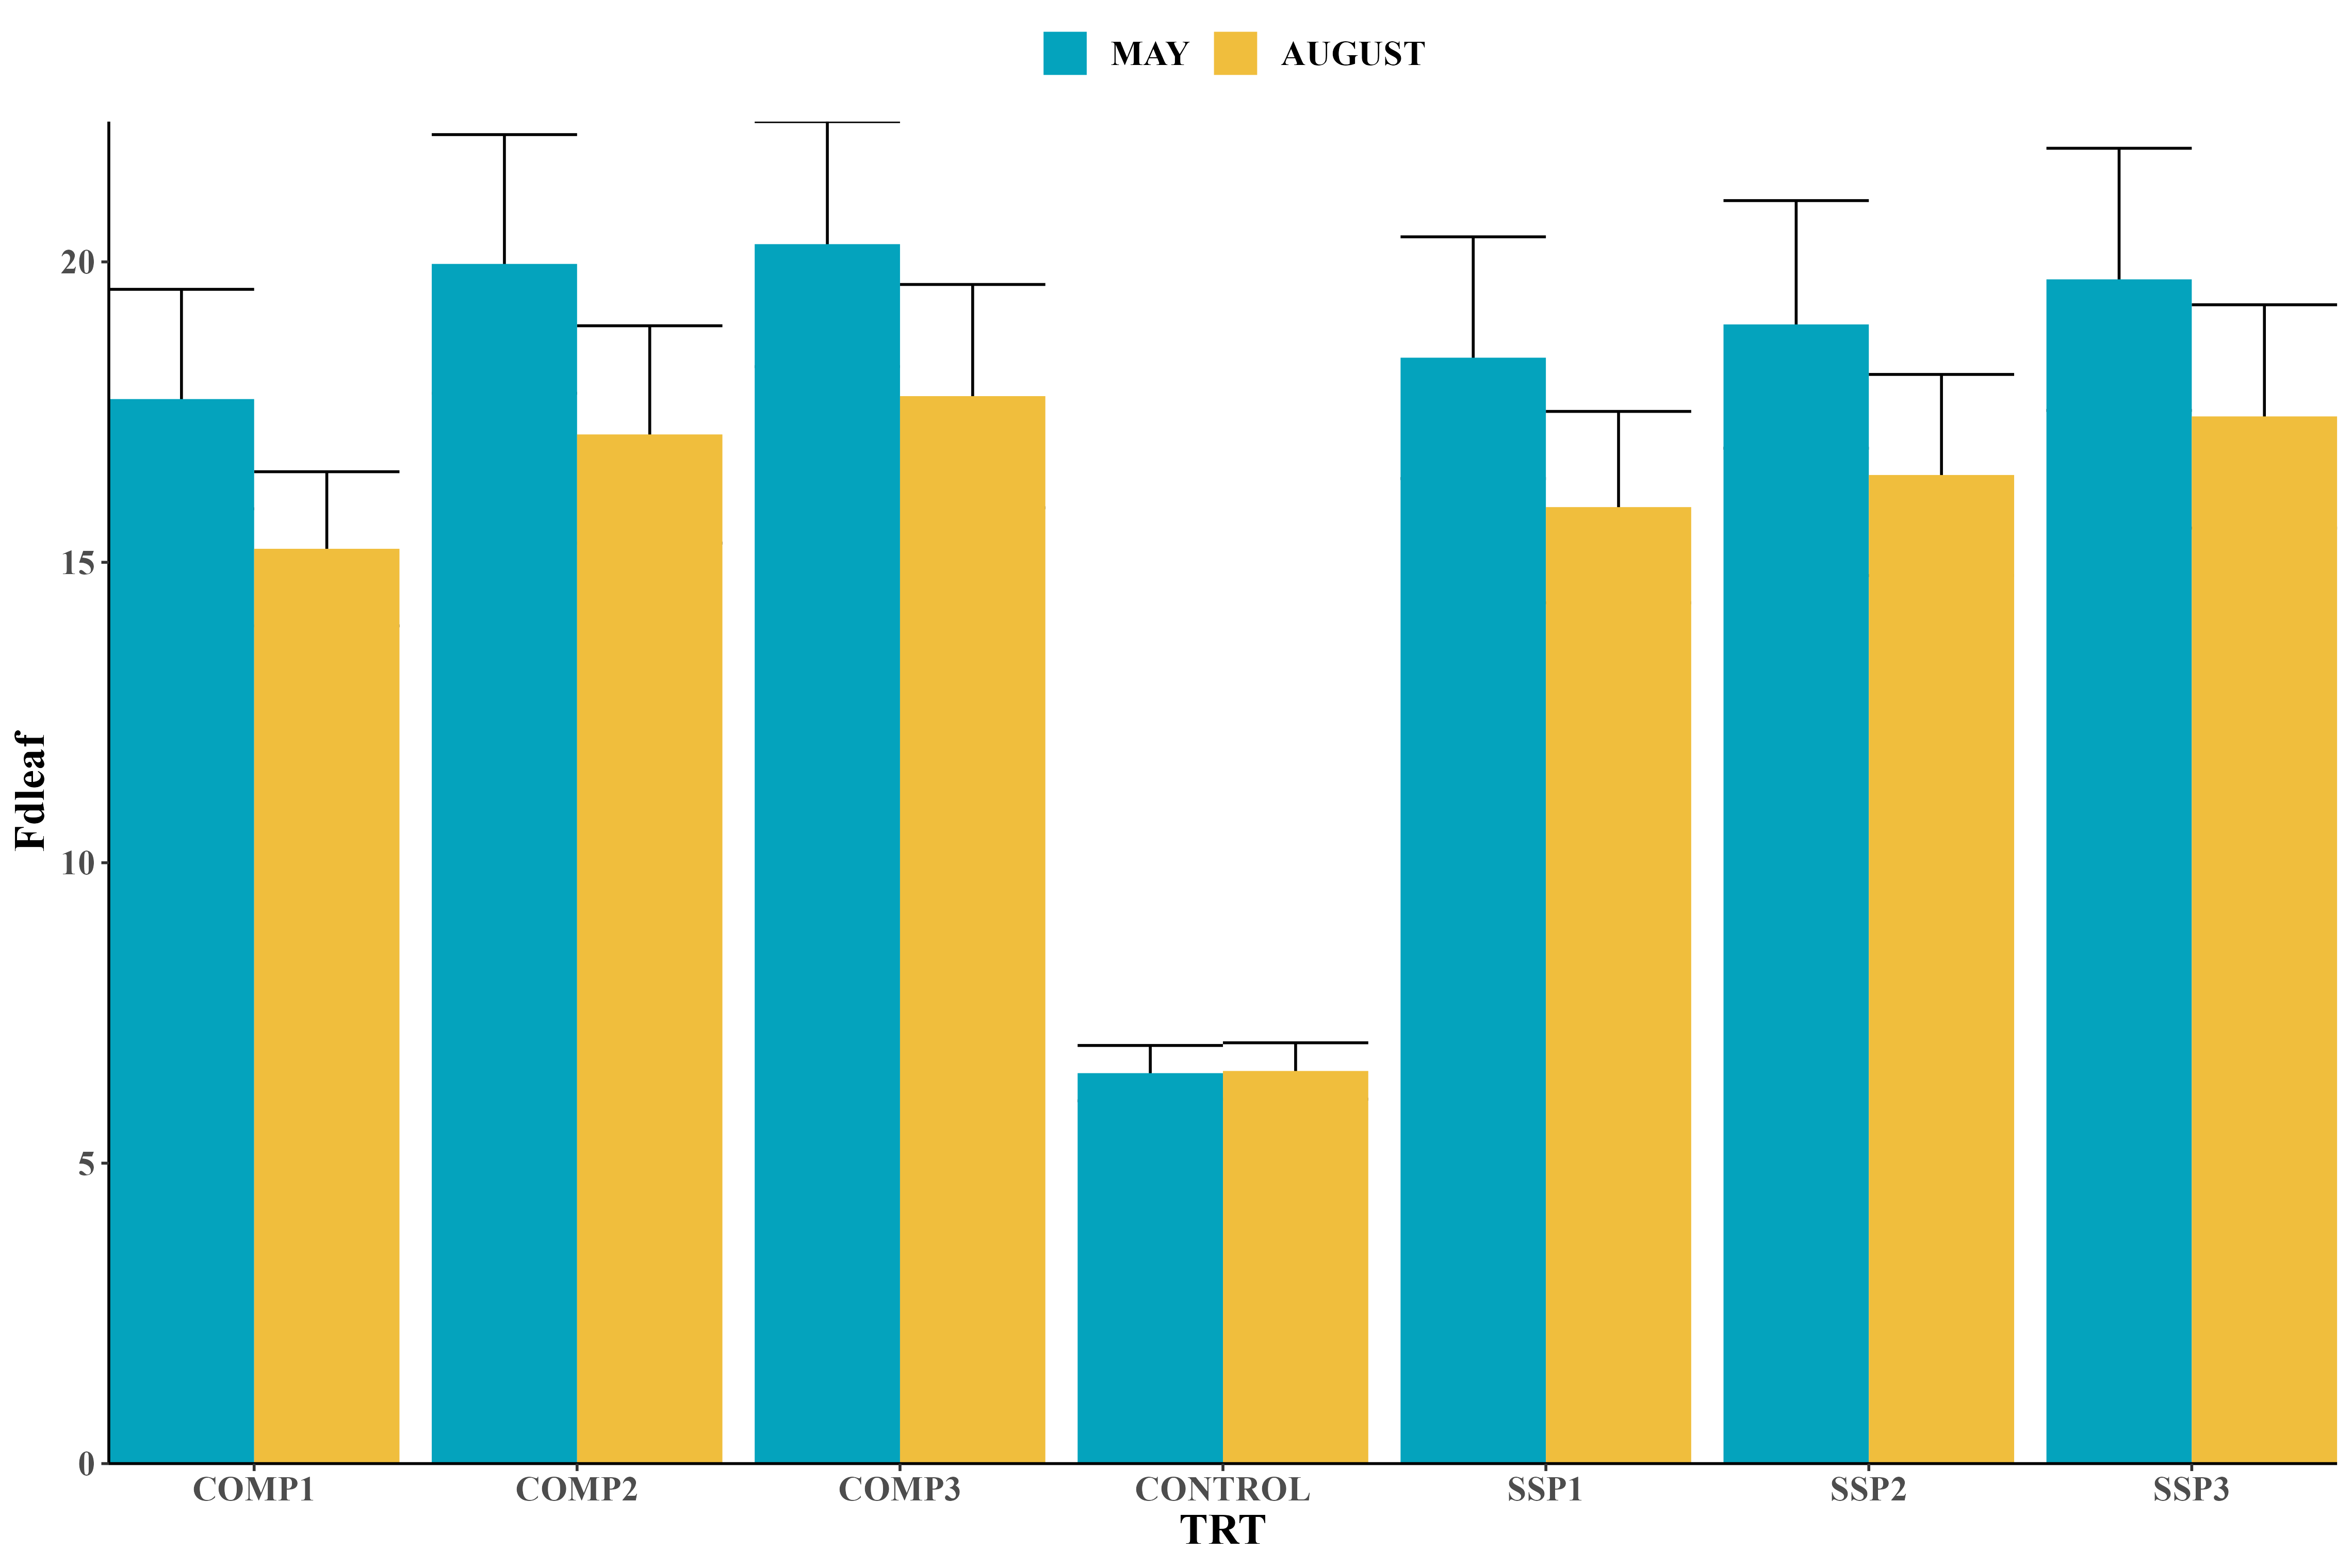 MAY AUGUST
20
15
10
5
0
Fdleaf
COMP1 COMP2 COMP3 CONTROL SSP1 SSP2 SSP3
TRT